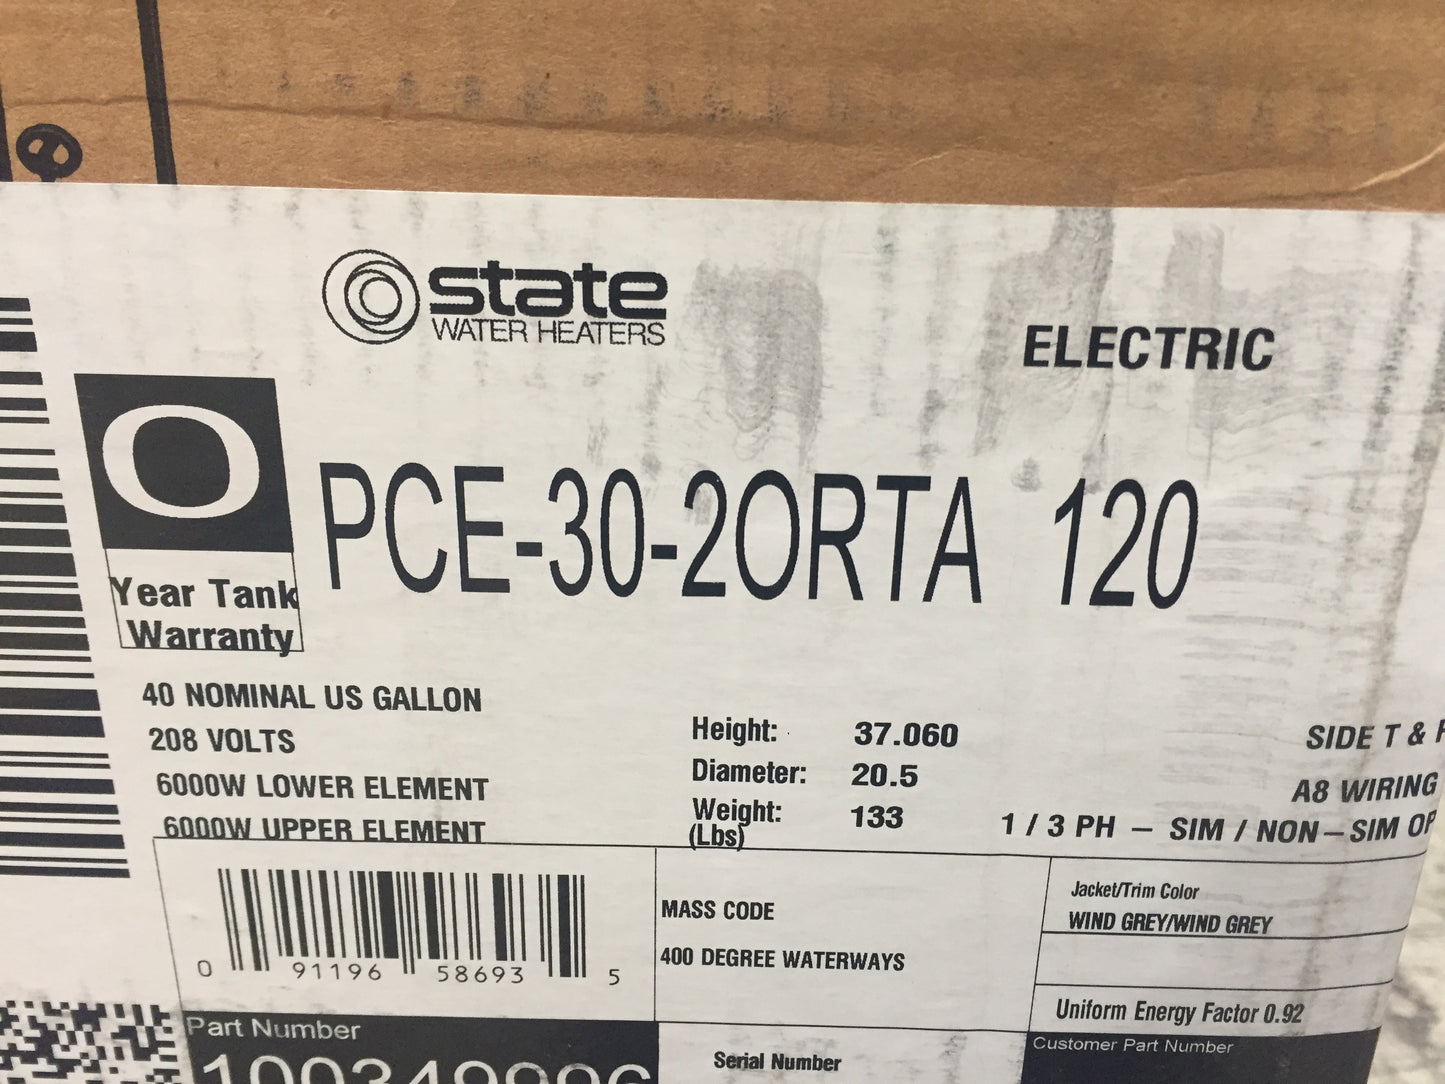 state
WATER HEATERS
ELECTRIC
O
Year Tank
Warranty
PCE-30-2ORTA 120
40 NOMINAL US GALLON
208 VOLTS
6000W LOWER ELEMENT
6000W UPPER ELEMENT
Height: 37.060
Diameter: 20.5
Weight: 133
(Lbs)
SIDE T &
A8 WIRING
1 / 3 PH – SIM / NON–SIM OP
0 91196 58693 5
MASS CODE
400 DEGREE WATERWAYS
Jacket/Trim Color
WIND GREY/WIND GREY
Uniform Energy Factor 0.92
Part Number
Serial Number
Customer Part Number